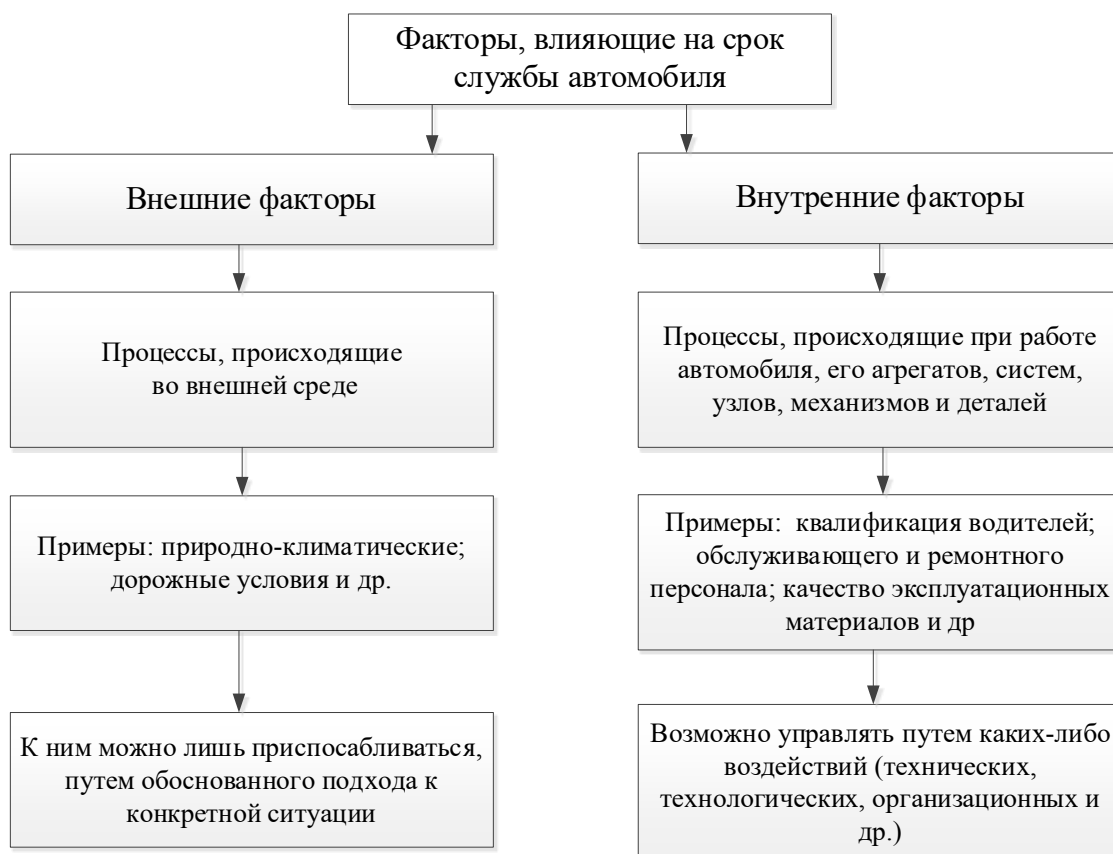 Факторы, влияющие на срок
службы автомобиля
Внешние факторы
Внутренние факторы
Процессы, происходящие
во внешней среде
Процессы, происходящие при работе
автомобиля, его агрегатов, систем,
узлов, механизмов и деталей
Примеры: природно-климатические;
дорожные условия и др.
Примеры:  квалификация водителей;
обслуживающего и ремонтного
персонала; качество эксплуатационных
материалов и др
К ним можно лишь приспосабливаться,
путем обоснованного подхода к
конкретной ситуации
Возможно управлять путем каких-либо
воздействий (технических,
технологических, организационных и
др.)